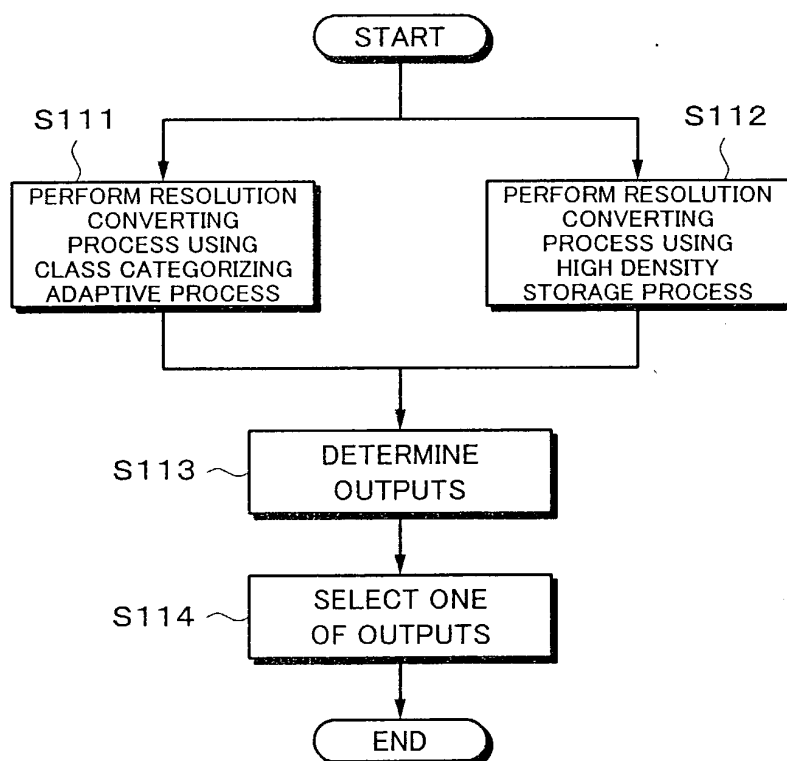 START
S111
PERFORM RESOLUTION
CONVERTING
PROCESS USING
CLASS CATEGORIZING
ADAPTIVE PROCESS
S112
PERFORM RESOLUTION
CONVERTING
PROCESS USING
HIGH DENSITY
STORAGE PROCESS
S113
DETERMINE
OUTPUTS
S114
SELECT ONE
OF OUTPUTS
END